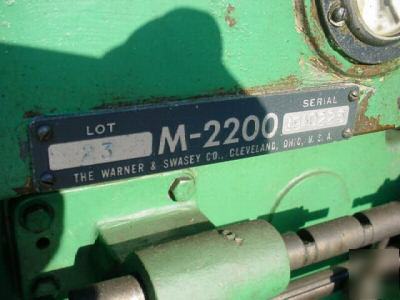 LOT
SERIAL
23
M-2200
THE WARNER & SWASEY CO., CLEVELAND, OHIO, U.S.A.